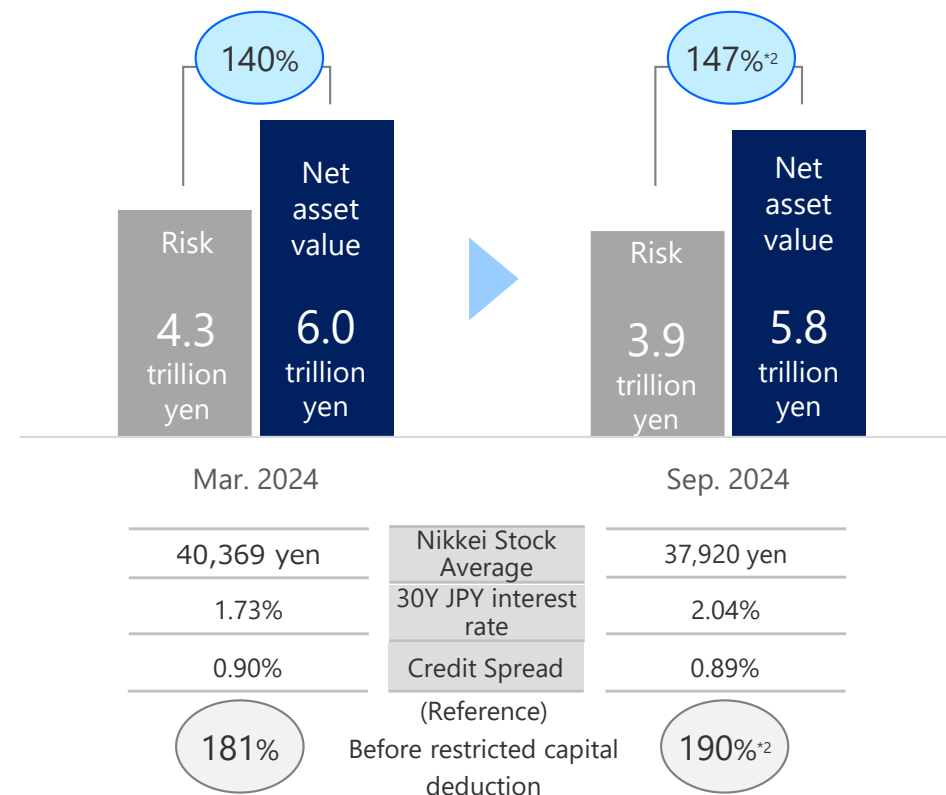 140%
147%*2
Risk
4.3
trillion
yen
Net
asset
value
6.0
trillion
yen
Risk
3.9
trillion
yen
Net
asset
value
5.8
trillion
yen
Mar. 2024
Sep. 2024
40,369 yen
Nikkei Stock
Average
37,920 yen
1.73%
30Y JPY interest
rate
2.04%
0.90%
Credit Spread
0.89%
181%
(Reference)
Before restricted capital
deduction
190%*2